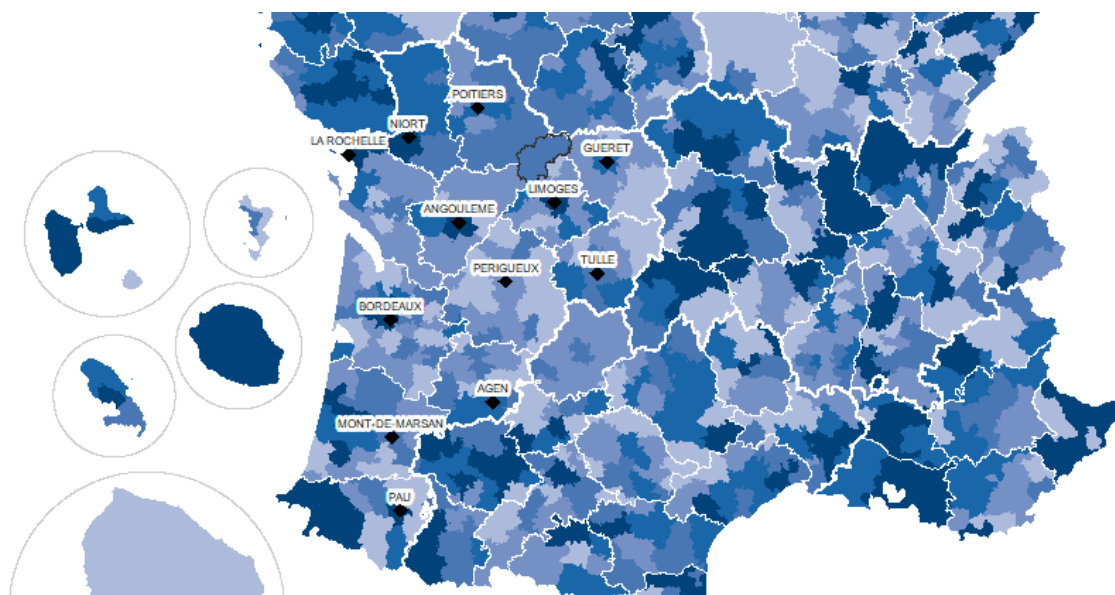 POITIERS
NIORT
LA ROCHELLE
GUERET
LIMOGES
ANGOULEME
TULLE
PERIGUEUX
BORDEAUX
AGEN
MONT-DE-MARSAN
PAU